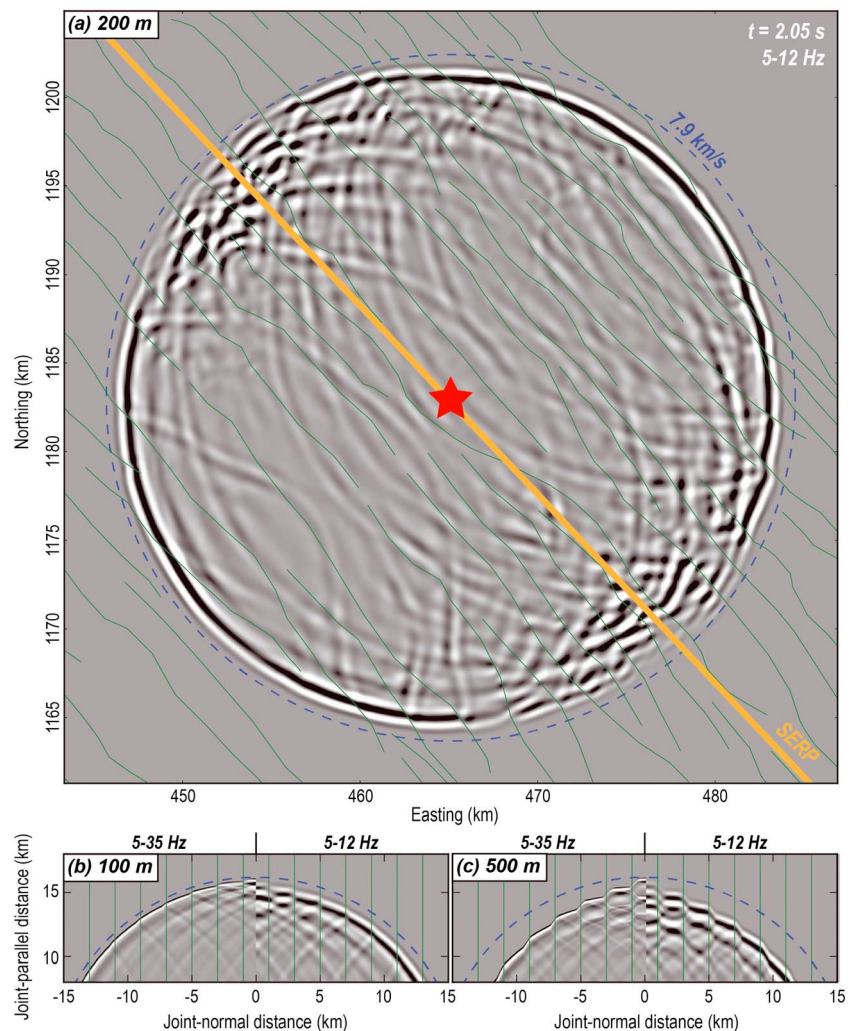 (a) 200 m
t = 2.05 s
5-12 Hz
7.9 km/s
SERP
Northing (km)
1200
1195
1190
1185
1180
1175
1170
1165
450 460 470 480
Easting (km)
5-35 Hz 5-12 Hz 5-35 Hz 5-12 Hz
(b) 100 m (c) 500 m
Joint-parallel distance (km)
15
10
-15 -10 -5 0 5 10 15 -10 -5 0 5 10 15
Joint-normal distance (km) Joint-normal distance (km)